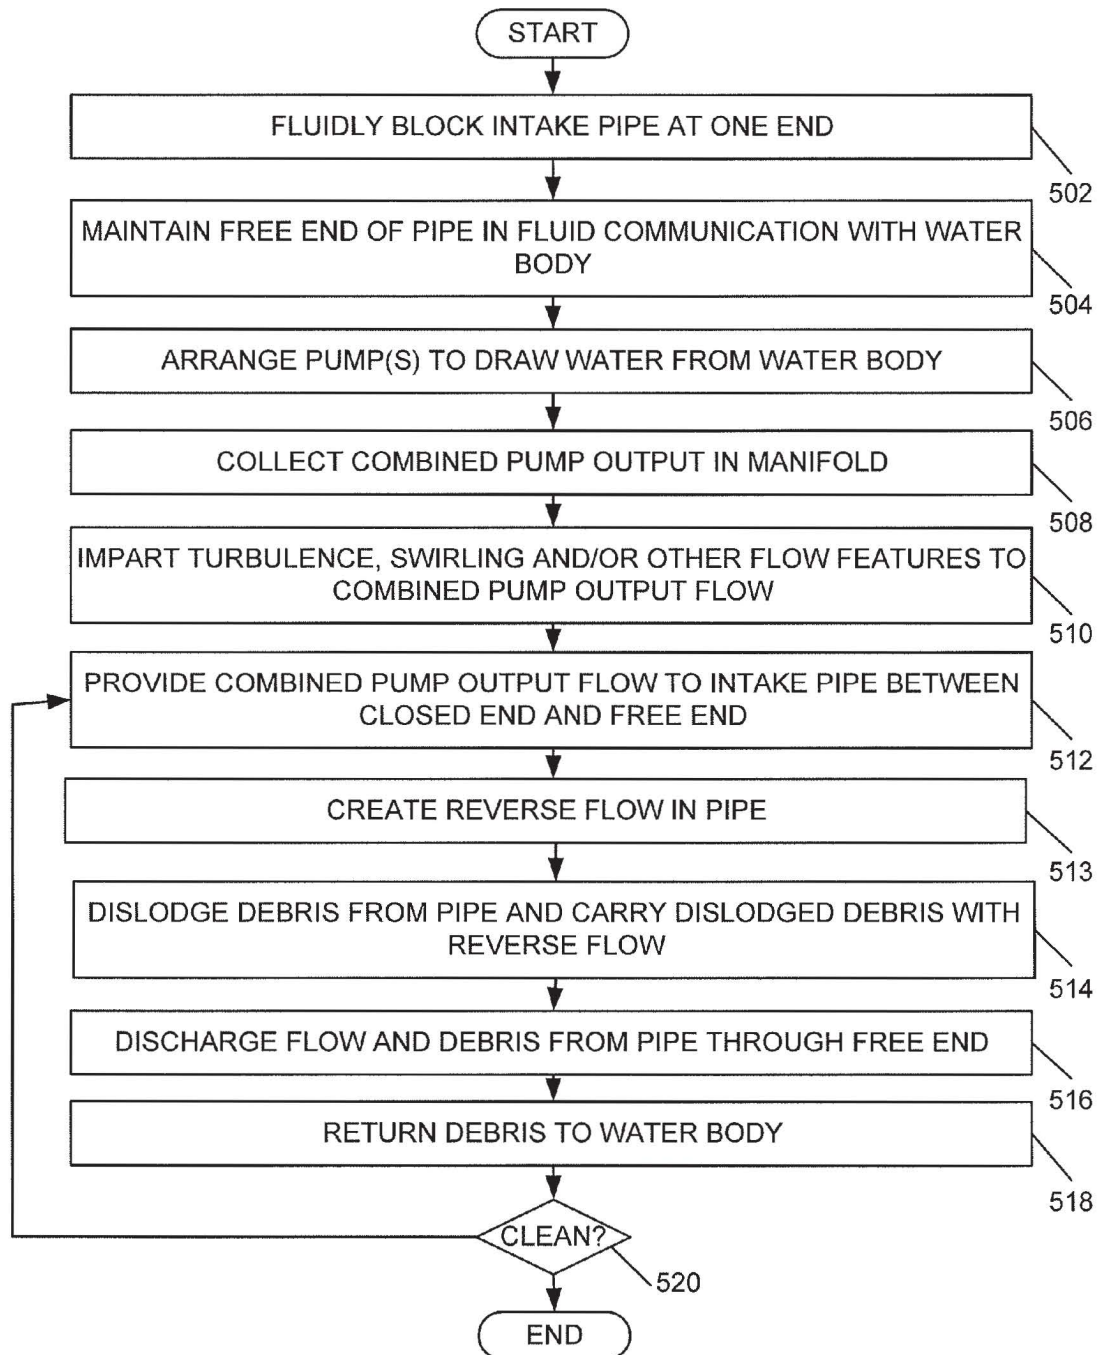 START
FLUIDLY BLOCK INTAKE PIPE AT ONE END
502
MAINTAIN FREE END OF PIPE IN FLUID COMMUNICATION WITH WATER
BODY
504
ARRANGE PUMP(S) TO DRAW WATER FROM WATER BODY
506
COLLECT COMBINED PUMP OUTPUT IN MANIFOLD
508
IMPART TURBULENCE, SWIRLING AND/OR OTHER FLOW FEATURES TO
COMBINED PUMP OUTPUT FLOW
510
PROVIDE COMBINED PUMP OUTPUT FLOW TO INTAKE PIPE BETWEEN
CLOSED END AND FREE END
512
CREATE REVERSE FLOW IN PIPE
513
DISLODGE DEBRIS FROM PIPE AND CARRY DISLODGED DEBRIS WITH
REVERSE FLOW
514
DISCHARGE FLOW AND DEBRIS FROM PIPE THROUGH FREE END
516
RETURN DEBRIS TO WATER BODY
518
CLEAN?
520
END